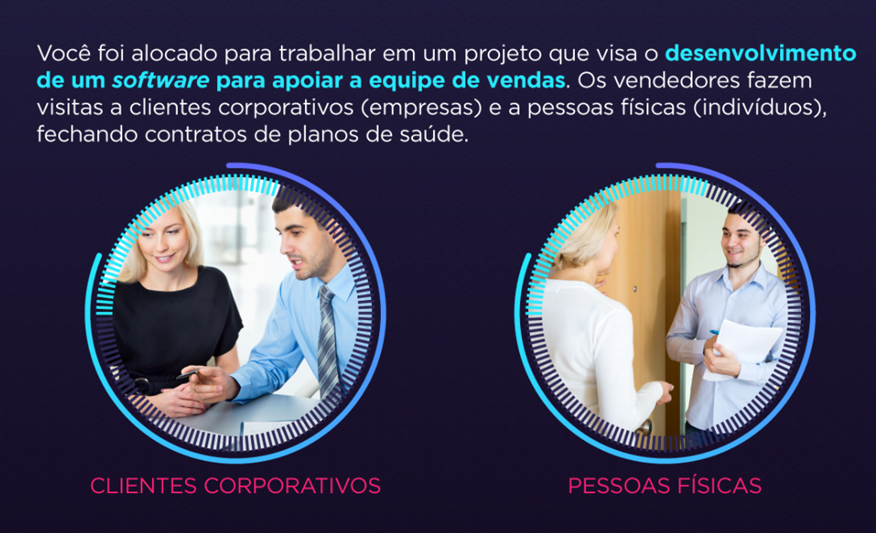 Você foi alocado para trabalhar em um projeto que visa o desenvolvimento
de um software para apoiar a equipe de vendas. Os vendedores fazem
visitas a clientes corporativos (empresas) e a pessoas físicas (indivíduos),
fechando contratos de planos de saúde.
CLIENTES CORPORATIVOS
PESSOAS FÍSICAS